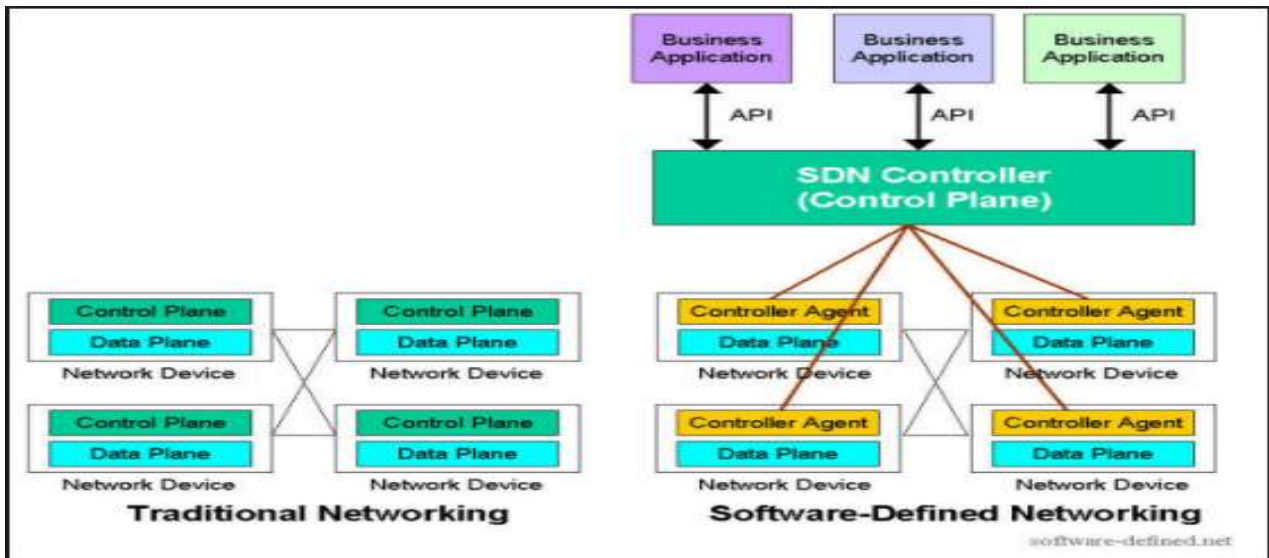 Business
Application
Business
Application
Business
Application
API
API
API
SDN Controller
(Control Plane)
Control Plane
Data Plane
Network Device
Control Plane
Data Plane
Network Device
Control Plane
Data Plane
Network Device
Control Plane
Data Plane
Network Device
Traditional Networking
Controller Agent
Data Plane
Network Device
Controller Agent
Data Plane
Network Device
Controller Agent
Data Plane
Network Device
Controller Agent
Data Plane
Network Device
Software-Defined Networking
software-defined.net